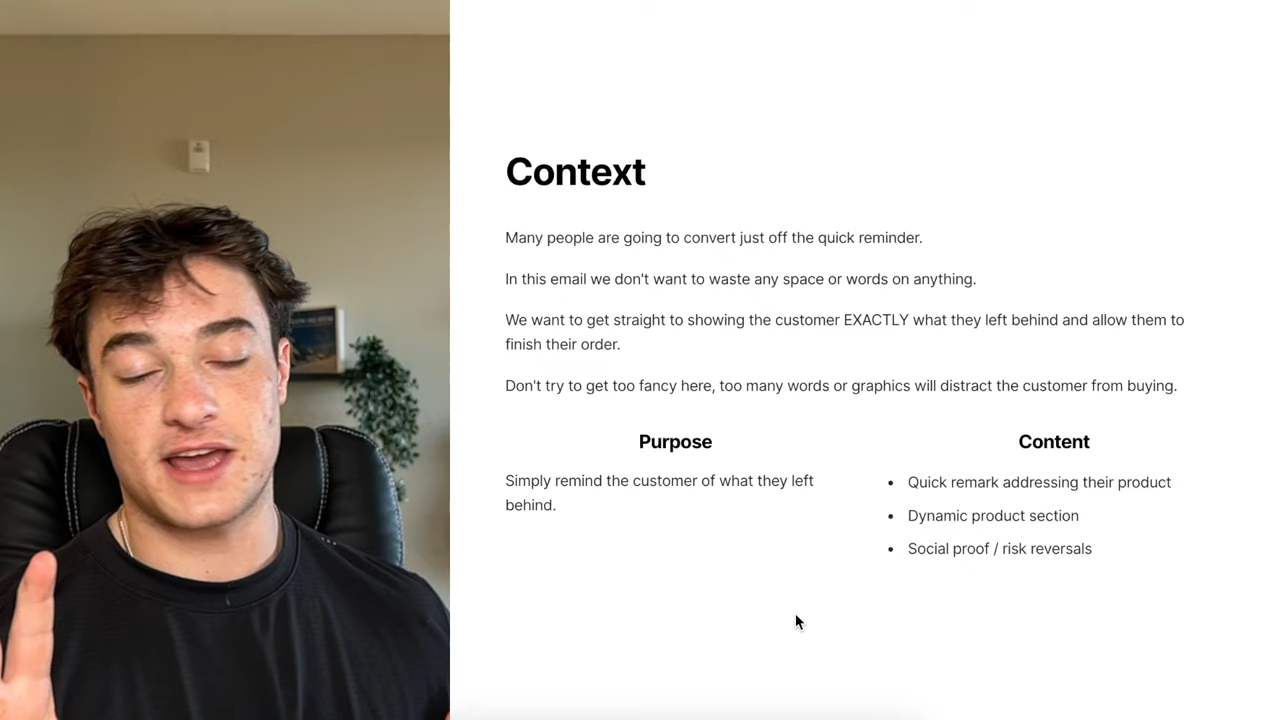 Context
Many people are going to convert just off the quick reminder.
In this email we don't want to waste any space or words on anything.
We want to get straight to showing the customer EXACTLY what they left behind and allow them to
finish their order.
Don't try to get too fancy here, too many words or graphics will distract the customer from buying.
Purpose
Simply remind the customer of what they left
behind.
Content
• Quick remark addressing their product
• Dynamic product section
• Social proof / risk reversals